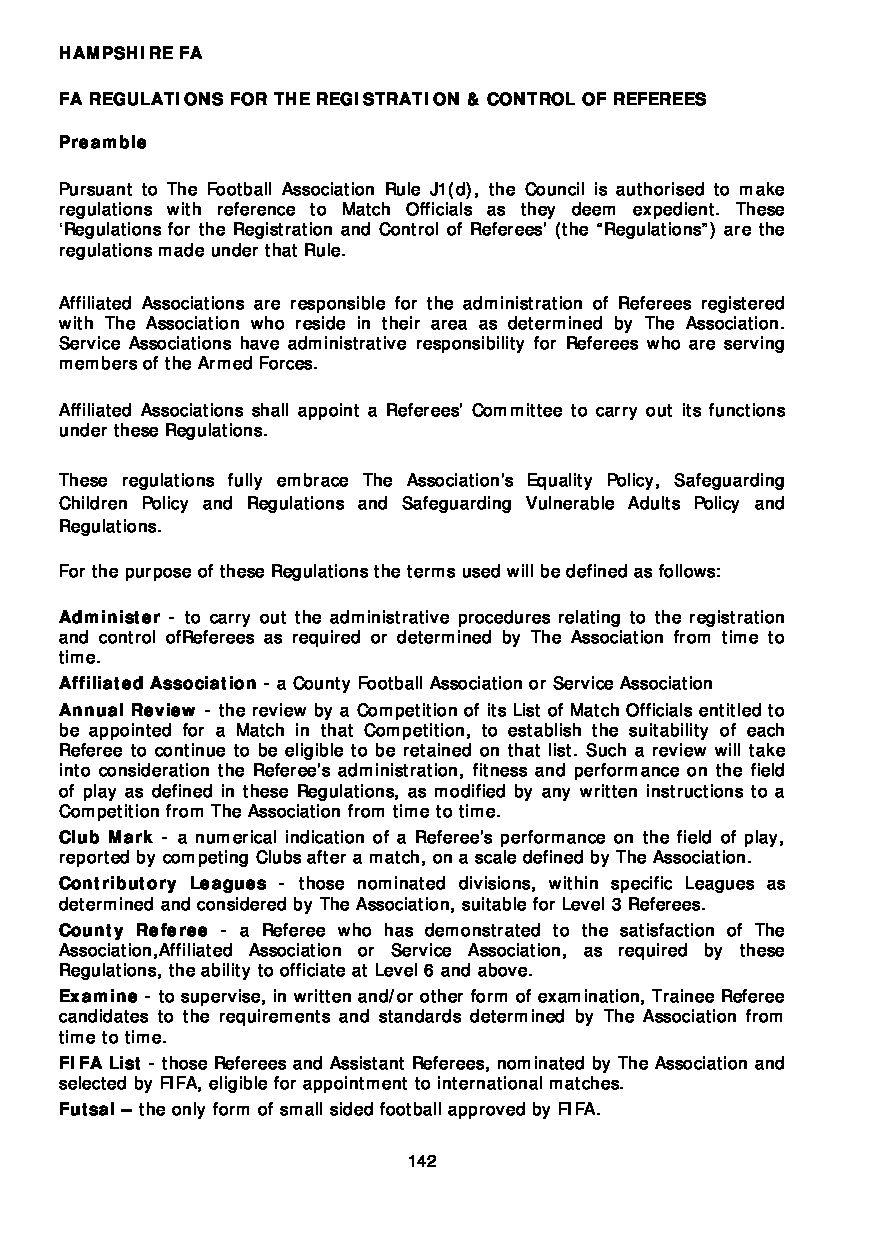 HAMPSHIRE FA
FA REGULATIONS FOR THE REGISTRATION & CONTROL OF REFEREES
Preamble
Pursuant to The Football Association Rule J1(d), the Council is authorised to make
regulations with reference to Match Officials as they deem expedient. These
‘Regulations for the Registration and Control of Referees’ (the “Regulations”) are the
regulations made under that Rule.
Affiliated Associations are responsible for the administration of Referees registered
with The Association who reside in their area as determined by The Association.
Service Associations have administrative responsibility for Referees who are serving
members of the Armed Forces.
Affiliated Associations shall appoint a Referees' Committee to carry out its functions
under these Regulations.
These regulations fully embrace The Association's Equality Policy, Safeguarding
Children Policy and Regulations and Safeguarding Vulnerable Adults Policy and
Regulations.
For the purpose of these Regulations the terms used will be defined as follows:
Administer - to carry out the administrative procedures relating to the registration
and control ofReferees as required or determined by The Association from time to
time.
Affiliated Association - a County Football Association or Service Association
Annual Review - the review by a Competition of its List of Match Officials entitled to
be appointed for a Match in that Competition, to establish the suitability of each
Referee to continue to be eligible to be retained on that list. Such a review will take
into consideration the Referee's administration, fitness and performance on the field
of play as defined in these Regulations, as modified by any written instructions to a
Competition from The Association from time to time.
Club Mark - a numerical indication of a Referee's performance on the field of play,
reported by competing Clubs after a match, on a scale defined by The Association.
Contributory Leagues - those nominated divisions, within specific Leagues as
determined and considered by The Association, suitable for Level 3 Referees.
County Referee - a Referee who has demonstrated to the satisfaction of The
Association,Affiliated Association or Service Association, as required by these
Regulations, the ability to officiate at Level 6 and above.
Examine - to supervise, in written and/or other form of examination, Trainee Referee
candidates to the requirements and standards determined by The Association from
time to time.
FIFA List - those Referees and Assistant Referees, nominated by The Association and
selected by FIFA, eligible for appointment to international matches.
Futsal – the only form of small sided football approved by FIFA.
142